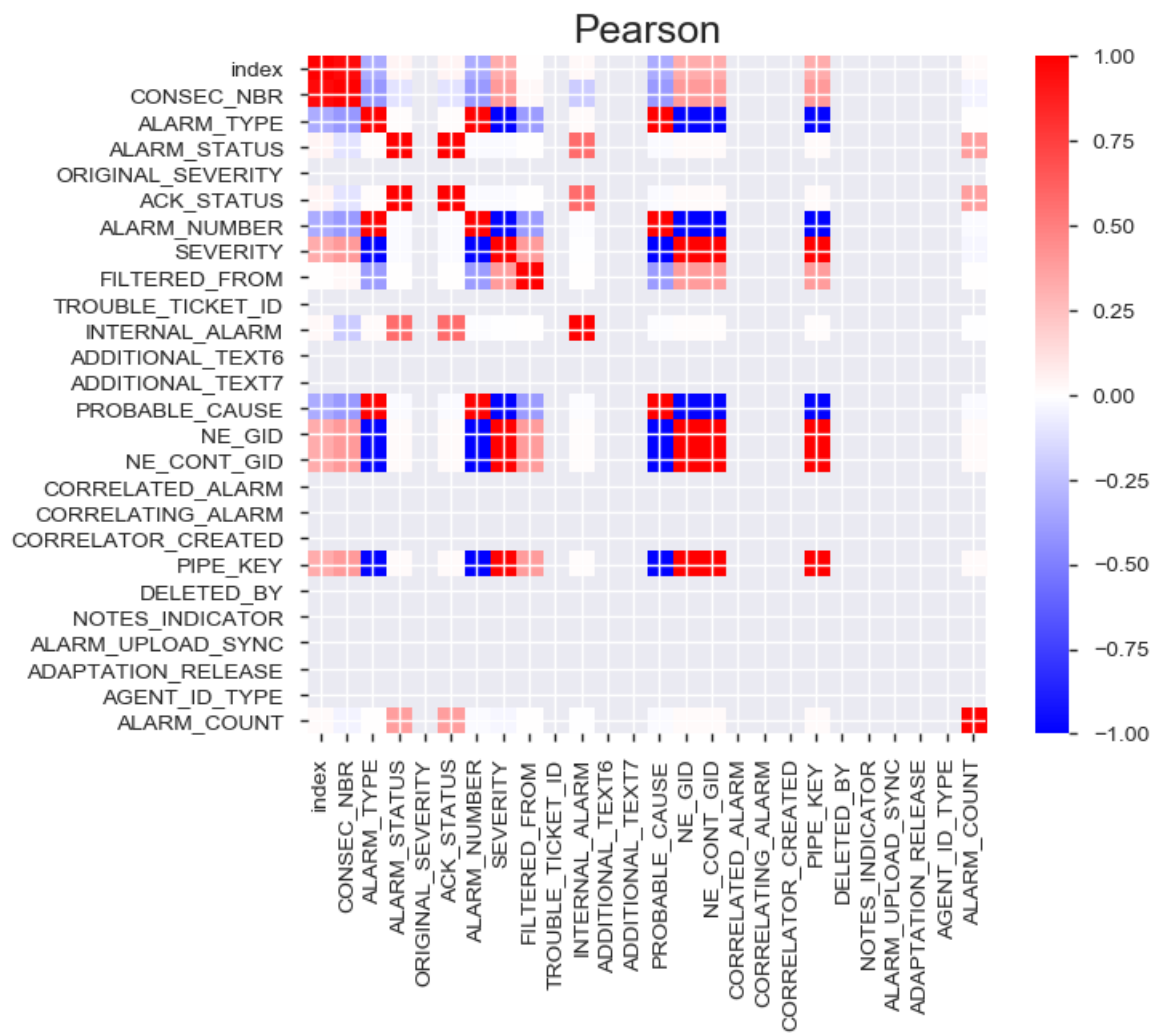 Pearson
index
CONSEC_NBR
ALARM_TYPE
ALARM_STATUS
ORIGINAL_SEVERITY
ACK_STATUS
ALARM_NUMBER
SEVERITY
FILTERED_FROM
TROUBLE_TICKET_ID
INTERNAL_ALARM
ADDITIONAL_TEXT6
ADDITIONAL_TEXT7
PROBABLE_CAUSE
NE_GID
NE_CONT_GID
CORRELATED_ALARM
CORRELATING_ALARM
CORRELATOR_CREATED
PIPE_KEY
DELETED_BY
NOTES_INDICATOR
ALARM_UPLOAD_SYNC
ADAPTATION_RELEASE
AGENT_ID_TYPE
ALARM_COUNT
index
CONSEC_NBR
ALARM_TYPE
ALARM_STATUS
ORIGINAL_SEVERITY
ACK_STATUS
ALARM_NUMBER
SEVERITY
FILTERED_FROM
TROUBLE_TICKET_ID
INTERNAL_ALARM
ADDITIONAL_TEXT6
ADDITIONAL_TEXT7
PROBABLE_CAUSE
NE_GID
NE_CONT_GID
CORRELATED_ALARM
CORRELATING_ALARM
CORRELATOR_CREATED
PIPE_KEY
DELETED_BY
NOTES_INDICATOR
ALARM_UPLOAD_SYNC
ADAPTATION_RELEASE
AGENT_ID_TYPE
ALARM_COUNT
1.00
0.75
0.50
0.25
0.00
−0.25
−0.50
−0.75
−1.00